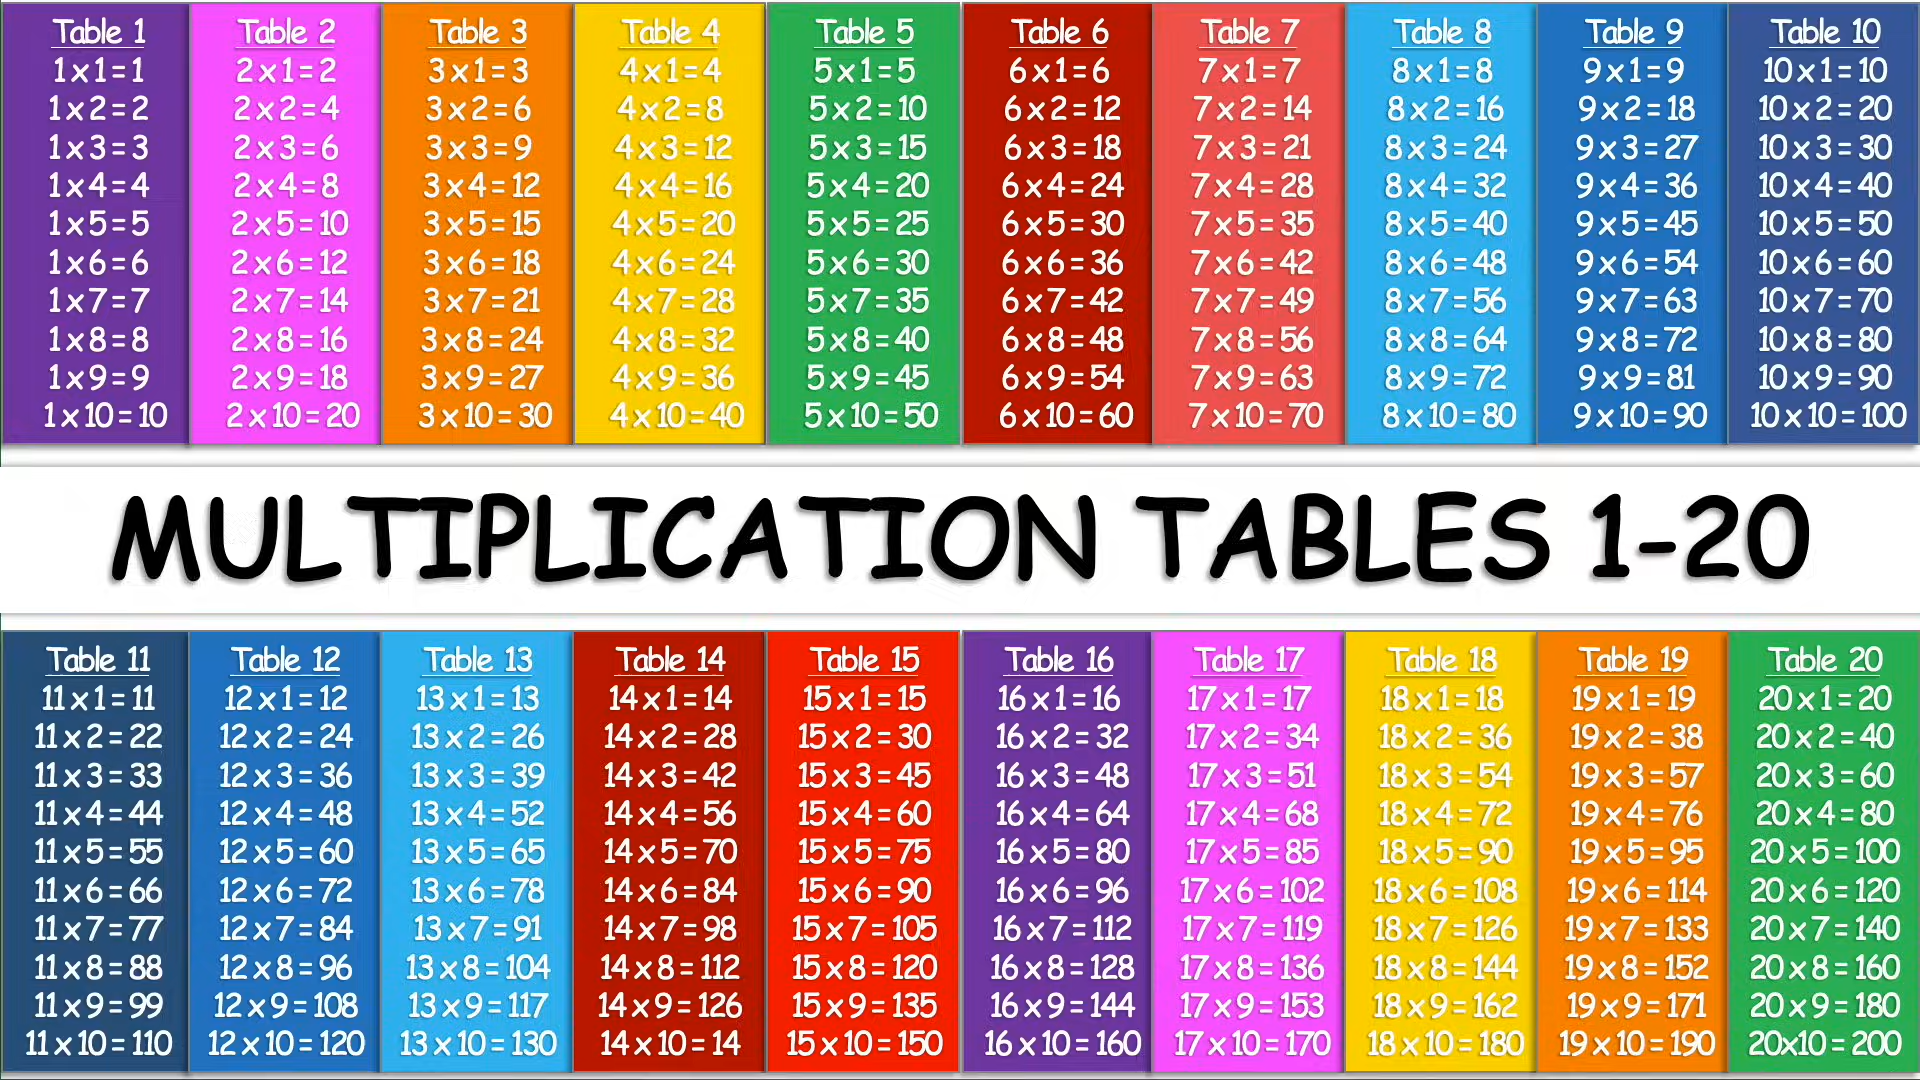 Table 1
1 x 1 = 1
1 x 2 = 2
1 x 3 = 3
1 x 4 = 4
1 x 5 = 5
1 x 6 = 6
1 x 7 = 7
1 x 8 = 8
1 x 9 = 9
1 x 10 = 10
Table 2
2 x 1 = 2
2 x 2 = 4
2 x 3 = 6
2 x 4 = 8
2 x 5 = 10
2 x 6 = 12
2 x 7 = 14
2 x 8 = 16
2 x 9 = 18
2 x 10 = 20
Table 3
3 x 1 = 3
3 x 2 = 6
3 x 3 = 9
3 x 4 = 12
3 x 5 = 15
3 x 6 = 18
3 x 7 = 21
3 x 8 = 24
3 x 9 = 27
3 x 10 = 30
Table 4
4 x 1 = 4
4 x 2 = 8
4 x 3 = 12
4 x 4 = 16
4 x 5 = 20
4 x 6 = 24
4 x 7 = 28
4 x 8 = 32
4 x 9 = 36
4 x 10 = 40
Table 5
5 x 1 = 5
5 x 2 = 10
5 x 3 = 15
5 x 4 = 20
5 x 5 = 25
5 x 6 = 30
5 x 7 = 35
5 x 8 = 40
5 x 9 = 45
5 x 10 = 50
Table 6
6 x 1 = 6
6 x 2 = 12
6 x 3 = 18
6 x 4 = 24
6 x 5 = 30
6 x 6 = 36
6 x 7 = 42
6 x 8 = 48
6 x 9 = 54
6 x 10 = 60
Table 7
7 x 1 = 7
7 x 2 = 14
7 x 3 = 21
7 x 4 = 28
7 x 5 = 35
7 x 6 = 42
7 x 7 = 49
7 x 8 = 56
7 x 9 = 63
7 x 10 = 70
Table 8
8 x 1 = 8
8 x 2 = 16
8 x 3 = 24
8 x 4 = 32
8 x 5 = 40
8 x 6 = 48
8 x 7 = 56
8 x 8 = 64
8 x 9 = 72
8 x 10 = 80
Table 9
9 x 1 = 9
9 x 2 = 18
9 x 3 = 27
9 x 4 = 36
9 x 5 = 45
9 x 6 = 54
9 x 7 = 63
9 x 8 = 72
9 x 9 = 81
9 x 10 = 90
Table 10
10 x 1 = 10
10 x 2 = 20
10 x 3 = 30
10 x 4 = 40
10 x 5 = 50
10 x 6 = 60
10 x 7 = 70
10 x 8 = 80
10 x 9 = 90
10 x 10 = 100
MULTIPLICATION TABLES 1-20
Table 11
11 x 1 = 11
11 x 2 = 22
11 x 3 = 33
11 x 4 = 44
11 x 5 = 55
11 x 6 = 66
11 x 7 = 77
11 x 8 = 88
11 x 9 = 99
11 x 10 = 110
Table 12
12 x 1 = 12
12 x 2 = 24
12 x 3 = 36
12 x 4 = 48
12 x 5 = 60
12 x 6 = 72
12 x 7 = 84
12 x 8 = 96
12 x 9 = 108
12 x 10 = 120
Table 13
13 x 1 = 13
13 x 2 = 26
13 x 3 = 39
13 x 4 = 52
13 x 5 = 65
13 x 6 = 78
13 x 7 = 91
13 x 8 = 104
13 x 9 = 117
13 x 10 = 130
Table 14
14 x 1 = 14
14 x 2 = 28
14 x 3 = 42
14 x 4 = 56
14 x 5 = 70
14 x 6 = 84
14 x 7 = 98
14 x 8 = 112
14 x 9 = 126
14 x 10 = 14
Table 15
15 x 1 = 15
15 x 2 = 30
15 x 3 = 45
15 x 4 = 60
15 x 5 = 75
15 x 6 = 90
15 x 7 = 105
15 x 8 = 120
15 x 9 = 135
15 x 10 = 150
Table 16
16 x 1 = 16
16 x 2 = 32
16 x 3 = 48
16 x 4 = 64
16 x 5 = 80
16 x 6 = 96
16 x 7 = 112
16 x 8 = 128
16 x 9 = 144
16 x 10 = 160
Table 17
17 x 1 = 17
17 x 2 = 34
17 x 3 = 51
17 x 4 = 68
17 x 5 = 85
17 x 6 = 102
17 x 7 = 119
17 x 8 = 136
17 x 9 = 153
17 x 10 = 170
Table 18
18 x 1 = 18
18 x 2 = 36
18 x 3 = 54
18 x 4 = 72
18 x 5 = 90
18 x 6 = 108
18 x 7 = 126
18 x 8 = 144
18 x 9 = 162
18 x 10 = 180
Table 19
19 x 1 = 19
19 x 2 = 38
19 x 3 = 57
19 x 4 = 76
19 x 5 = 95
19 x 6 = 114
19 x 7 = 133
19 x 8 = 152
19 x 9 = 171
19 x 10 = 190
Table 20
20 x 1 = 20
20 x 2 = 40
20 x 3 = 60
20 x 4 = 80
20 x 5 = 100
20 x 6 = 120
20 x 7 = 140
20 x 8 = 160
20 x 9 = 180
20x10 = 200